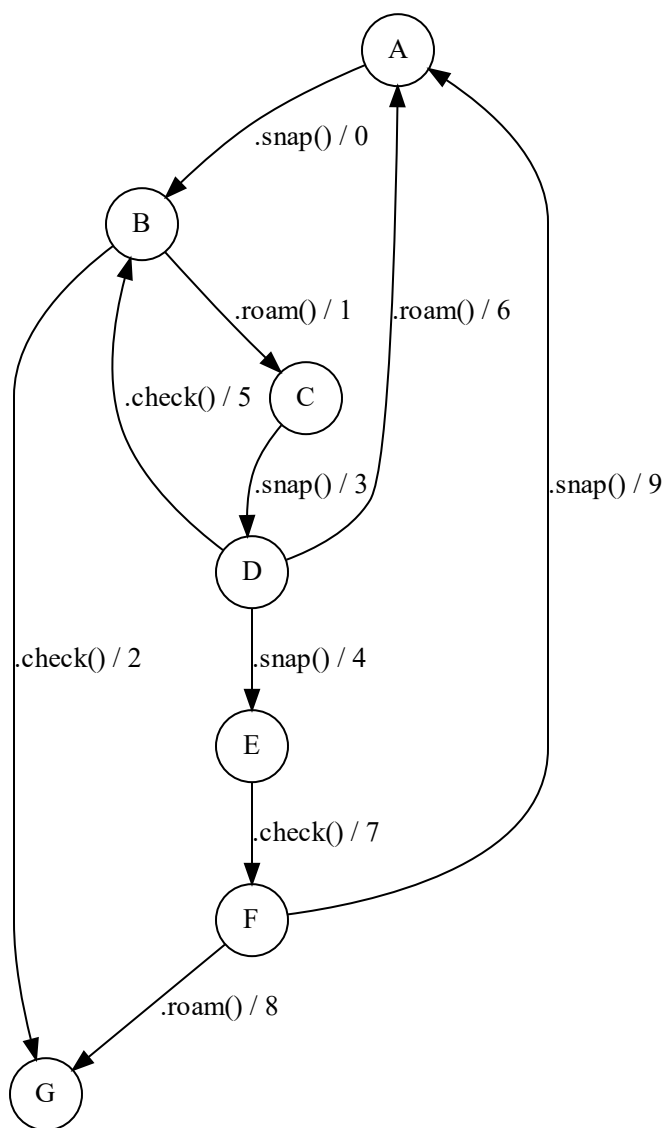 A
.snap() / 0
B
.roam() / 1
.roam() / 6
C
.check() / 5
.snap() / 3
.snap() / 9
D
.check() / 2
.snap() / 4
E
.check() / 7
F
.roam() / 8
G